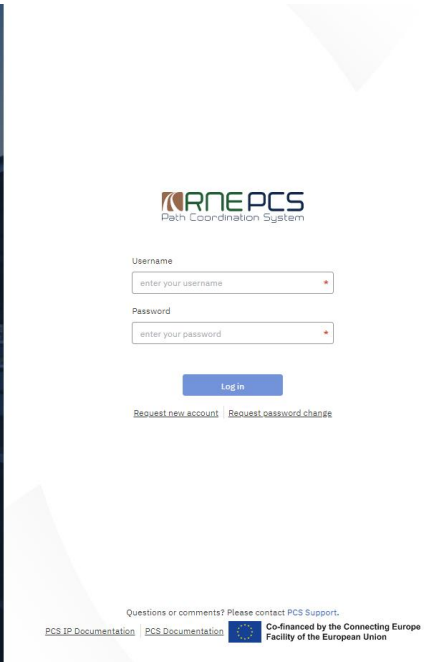 RNE PCS
Path Coordination System
Username
enter your username *
Password
enter your password *
Log in
Request new account Request password change
Questions or comments? Please contact PCS Support.
PCS IP Documentation PCS Documentation
Co-financed by the Connecting Europe
Facility of the European Union